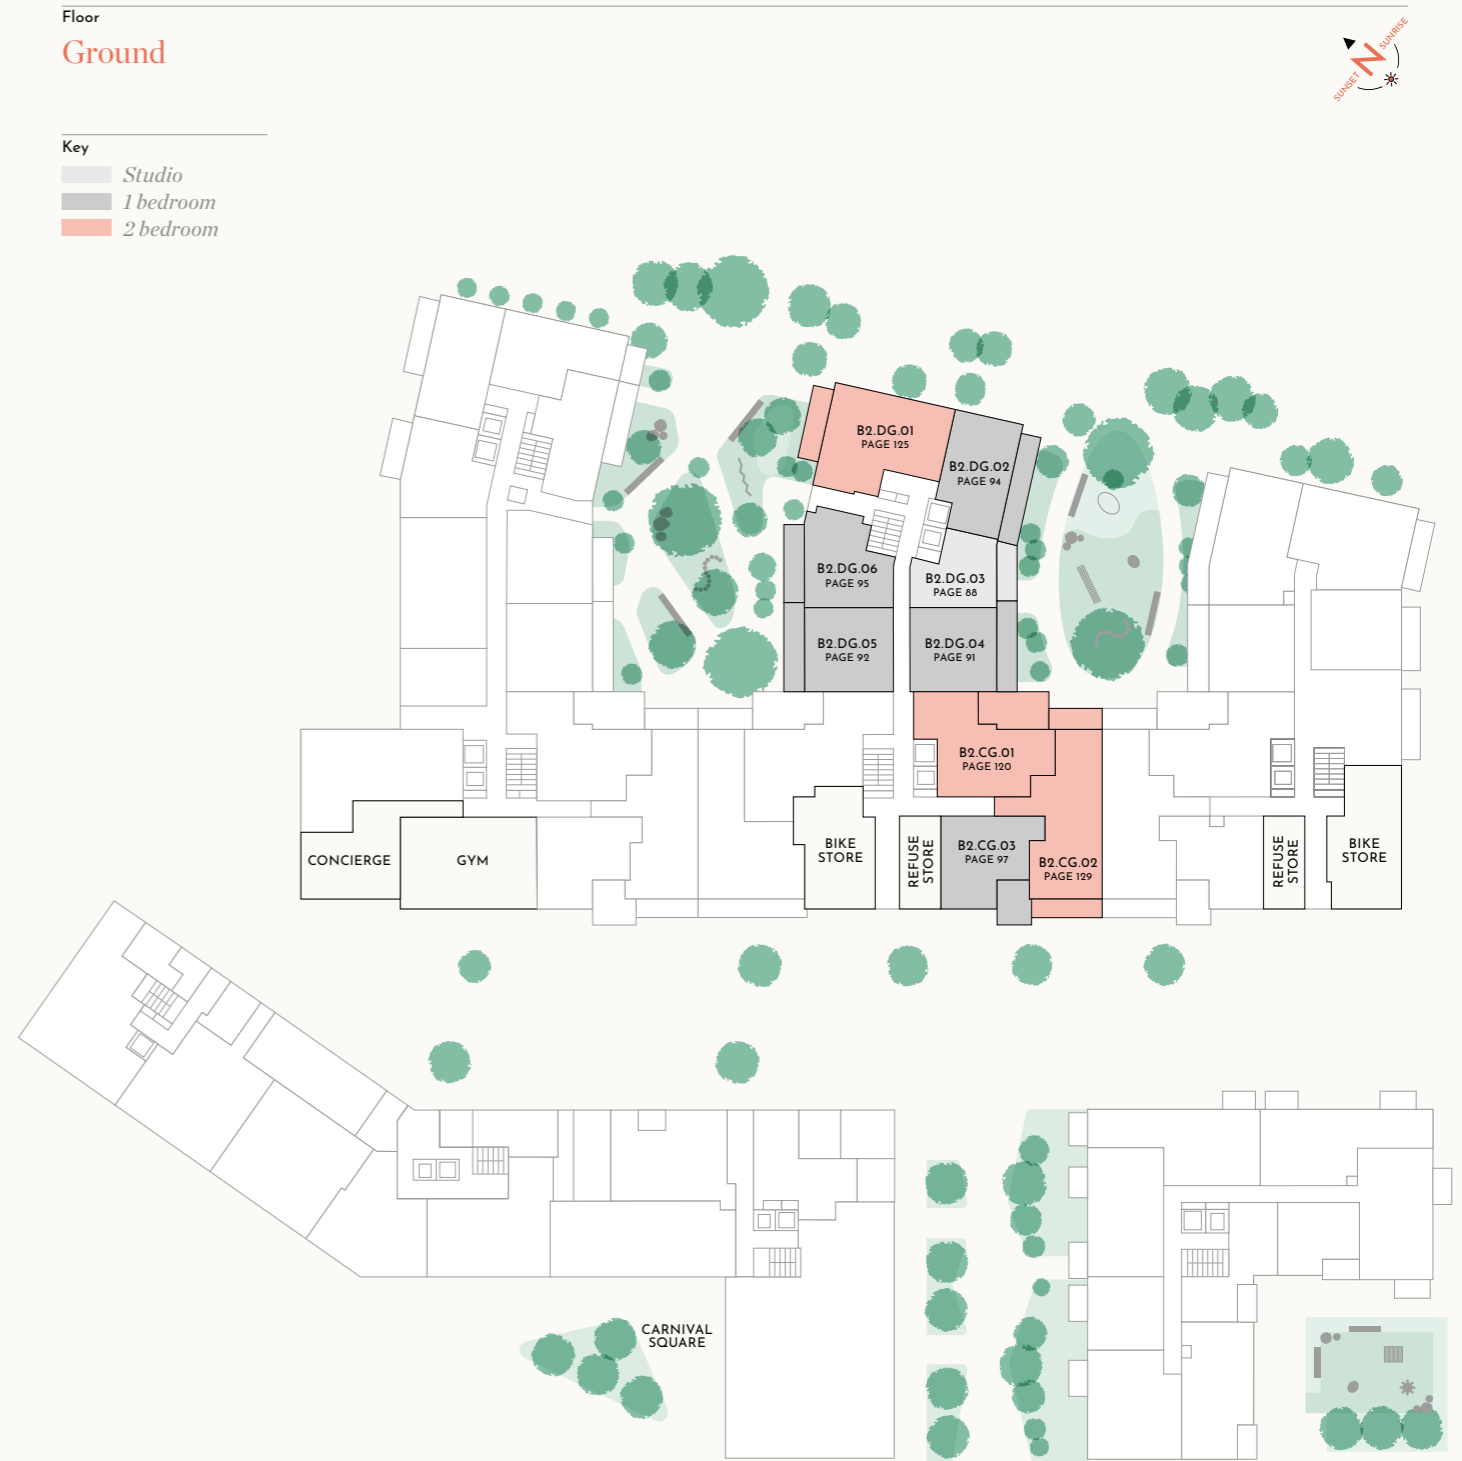 Floor
Ground
SUNRISE
N
SUNSET
Key
Studio
1 bedroom
2 bedroom
B2.DG.01
PAGE 125
B2.DG.02
PAGE 94
B2.DG.06
PAGE 95
B2.DG.03
PAGE 88
B2.DG.05
PAGE 92
B2.DG.04
PAGE 91
B2.CG.01
PAGE 120
CONCIERGE
GYM
BIKE
STORE
REFUSE
STORE
B2.CG.03
PAGE 97
B2.CG.02
PAGE 129
REFUSE
STORE
BIKE
STORE
CARNIVAL
SQUARE